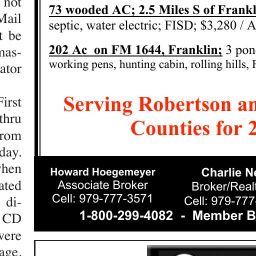 not
Mail
t be
mas-
ator
First
thru
rom
day.
when
ated
di-
CD
were
age.
73 wooded AC; 2.5 Miles S of Frankl
septic, water electric; FISD; $3,280 / A
202 Ac on FM 1644, Franklin; 3 pon
working pens, hunting cabin, rolling hills, F
Serving Robertson an
Counties for 2
Howard Hoegemeyer
Associate Broker
Cell: 979-777-3571
Charlie Ne
Broker/Realt
Cell: 979-777-
1-800-299-4082 - Member B